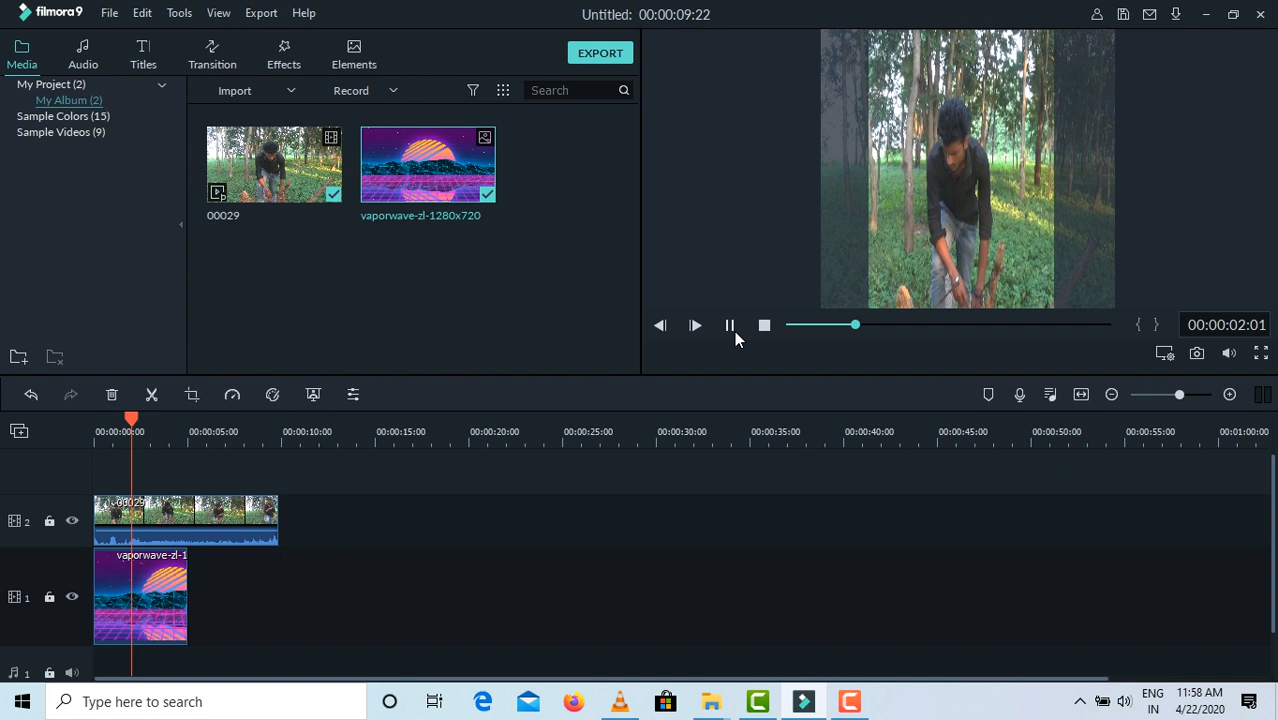 filmora9 File Edit Tools View Export Help Untitled: 00:00:09:22
Media Audio Titles Transition Effects Elements EXPORT
My Project (2)
My Album (2)
Sample Colors (15)
Sample Videos (9)
Import Record Search
00029 vaporwave-zl-1280x720
{ } 00:00:02:01
00:00:00:00 00:00:05:00 00:00:10:00 00:00:15:00 00:00:20:00 00:00:25:00 00:00:30:00 00:00:35:00 00:00:40:00 00:00:45:00 00:00:50:00 00:00:55:00 00:01:00:00
2 00029
vaporwave-zl-1
1
1
Type here to search
ENG
IN
11:58 AM
4/22/2020